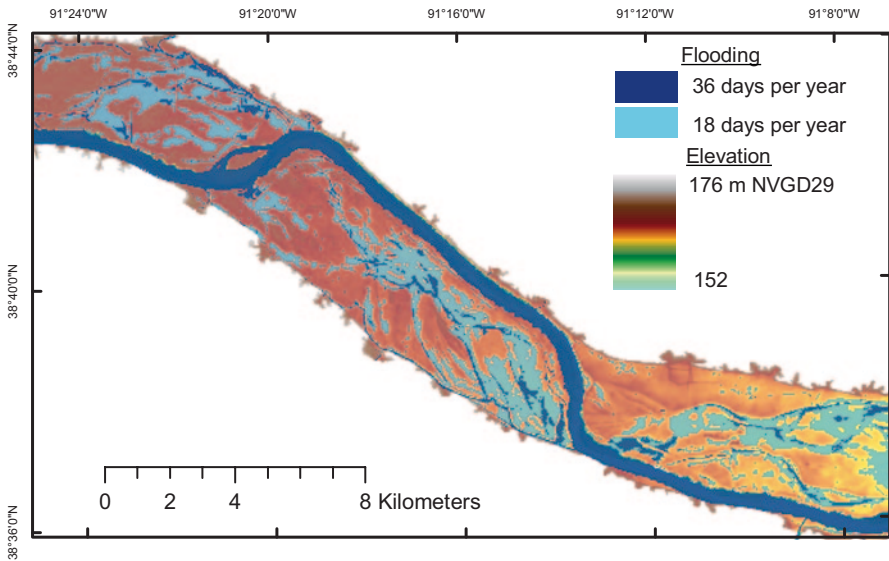 91°24'0"W 91°20'0"W 91°16'0"W 91°12'0"W 91°8'0"W
38°44'0"N
38°40'0"N
38°36'0"N
Flooding
36 days per year
18 days per year
Elevation
176 m NVGD29
152
0 2 4 8 Kilometers